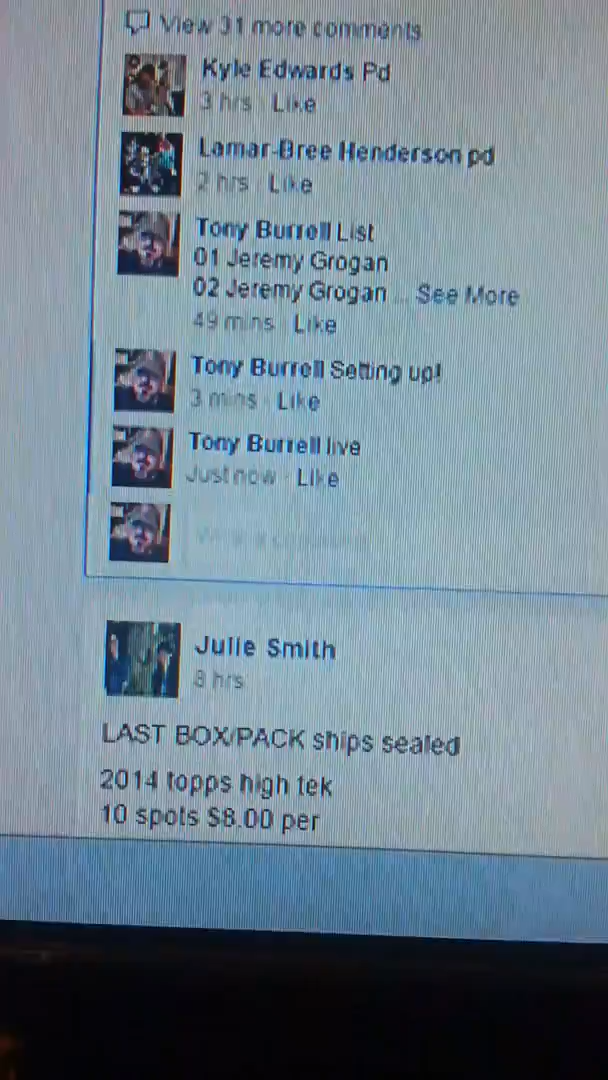 View 31 more comments
Kyle Edwards Pd
3 hrs · Like
Lamar-Bree Henderson pd
2 hrs · Like
Tony Burrell List
01 Jeremy Grogan
02 Jeremy Grogan ... See More
49 mins · Like
Tony Burrell Setting up!
3 mins · Like
Tony Burrell live
Just now · Like
Write a comment...
Julie Smith
8 hrs
LAST BOX/PACK ships sealed
2014 topps high tek
10 spots $8.00 per